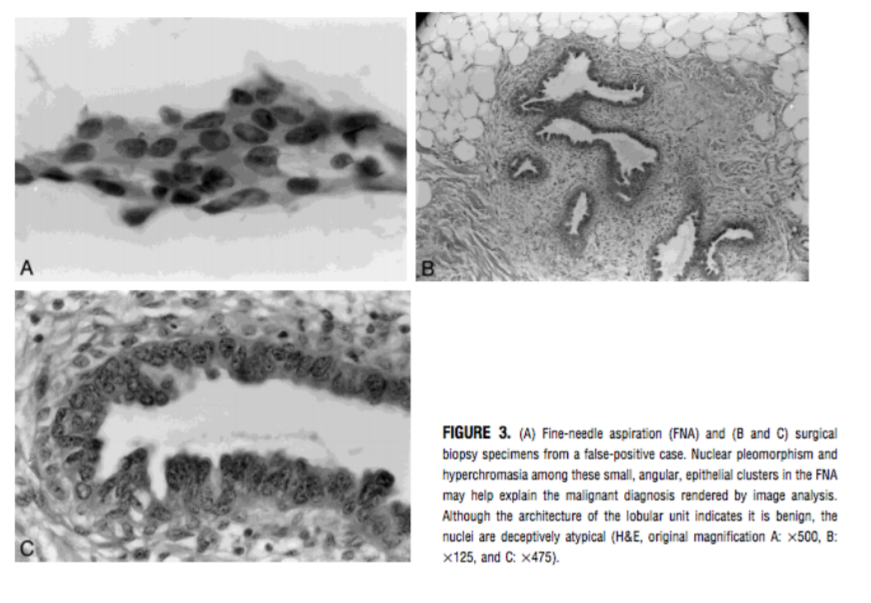 A
B
C
FIGURE 3. (A) Fine-needle aspiration (FNA) and (B and C) surgical
biopsy specimens from a false-positive case. Nuclear pleomorphism and
hyperchromasia among these small, angular, epithelial clusters in the FNA
may help explain the malignant diagnosis rendered by image analysis.
Although the architecture of the lobular unit indicates it is benign, the
nuclei are deceptively atypical (H&E, original magnification A: ×500, B:
×125, and C: ×475).